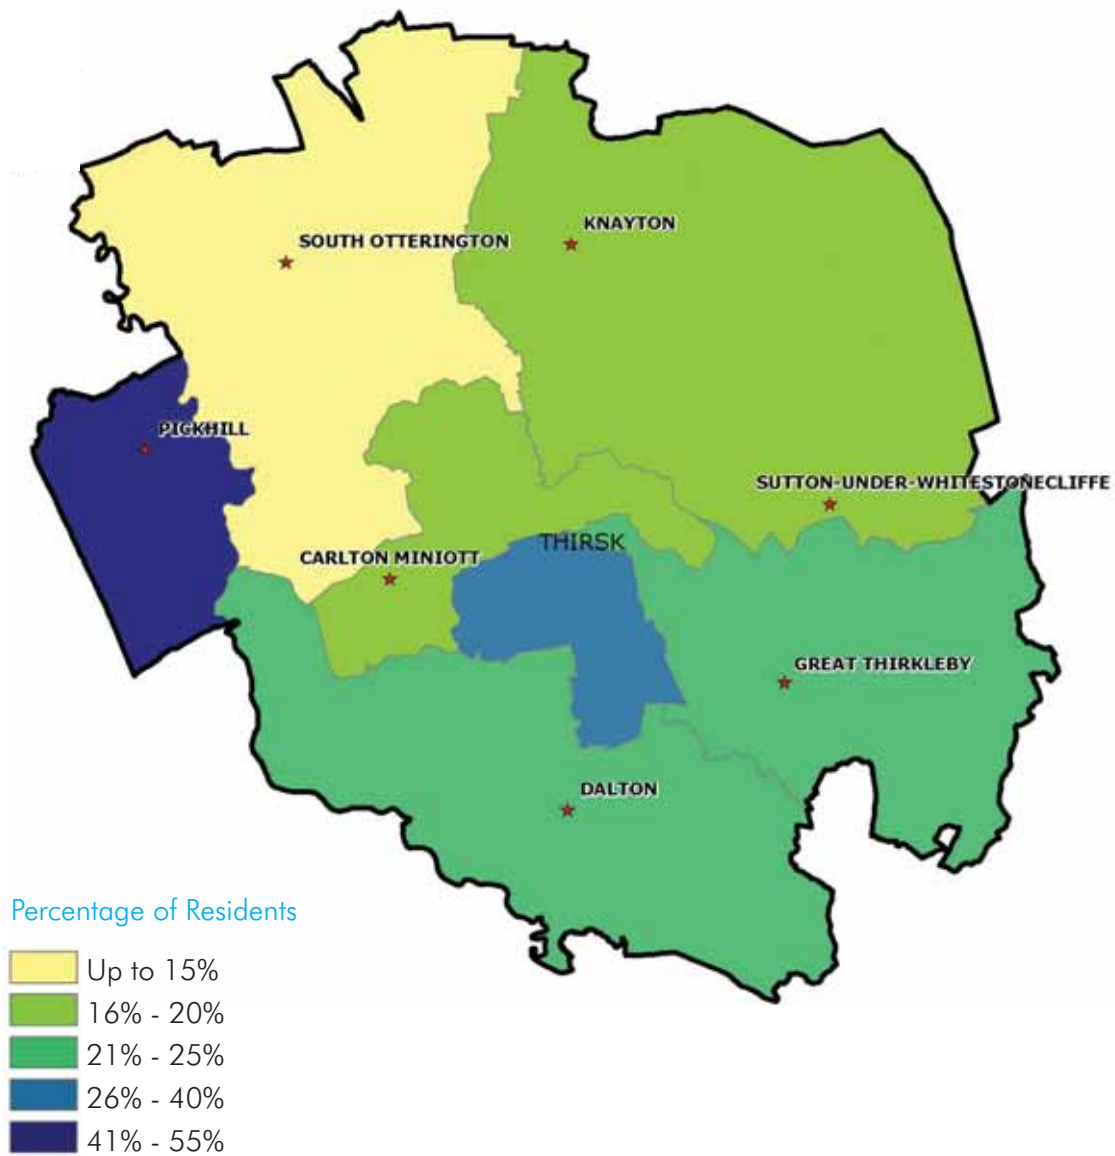 KNAYTON
SOUTH OTTERINGTON
PICKHILL
SUTTON-UNDER-WHITESTONECLIFFE
THIRSK
CARLTON MINIOTT
GREAT THIRKLEBY
DALTON
Percentage of Residents
Up to 15%
16% - 20%
21% - 25%
26% - 40%
41% - 55%